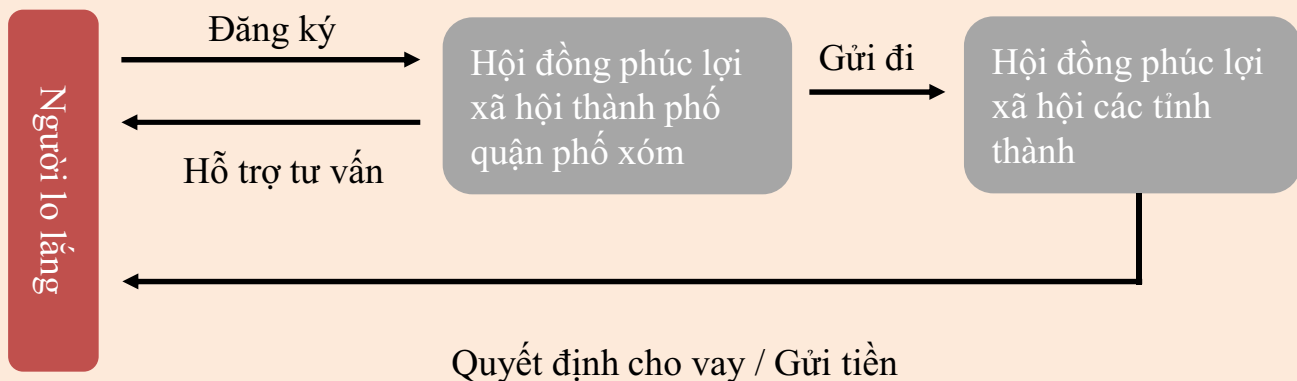 Người lo lắng
Đăng ký
Hỗ trợ tư vấn
Hội đồng phúc lợi
xã hội thành phố
quận phố xóm
Gửi đi
Hội đồng phúc lợi
xã hội các tỉnh
thành
Quyết định cho vay / Gửi tiền